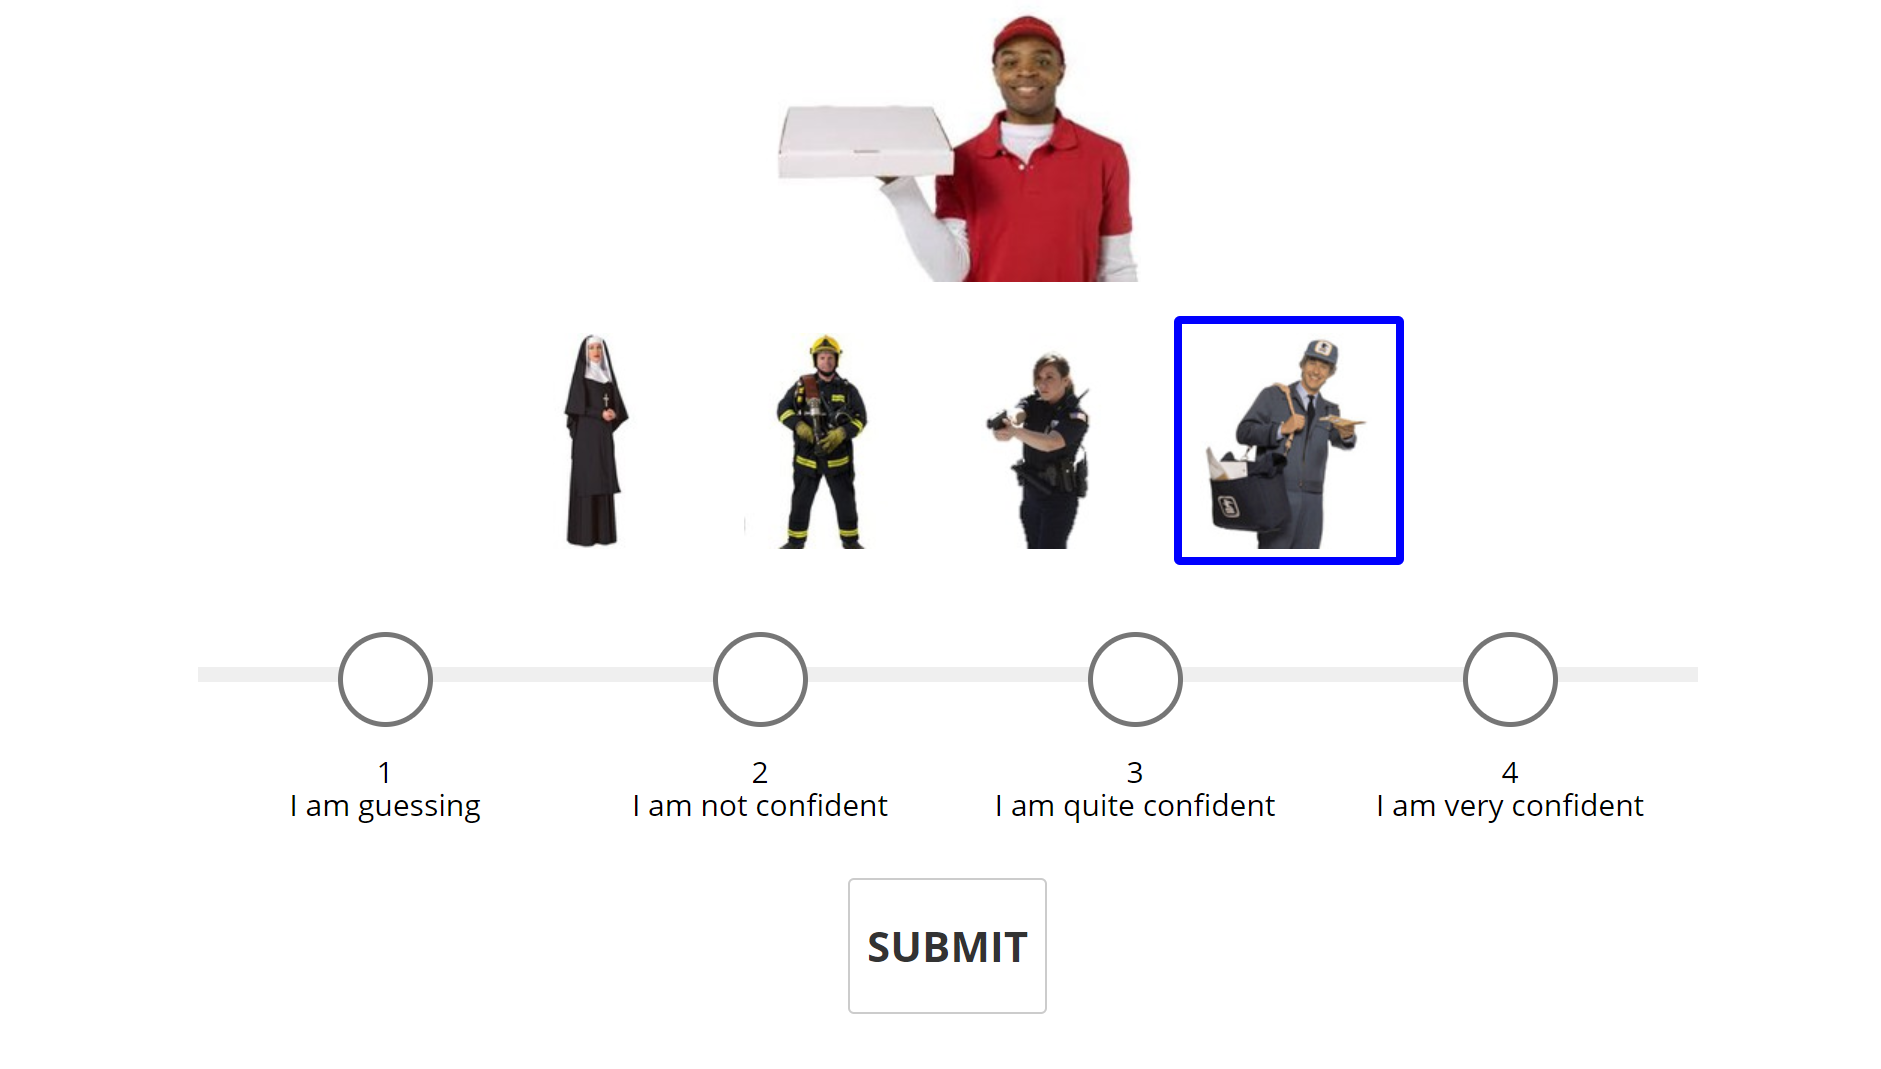 1
I am guessing
2
I am not confident
3
I am quite confident
4
I am very confident
SUBMIT